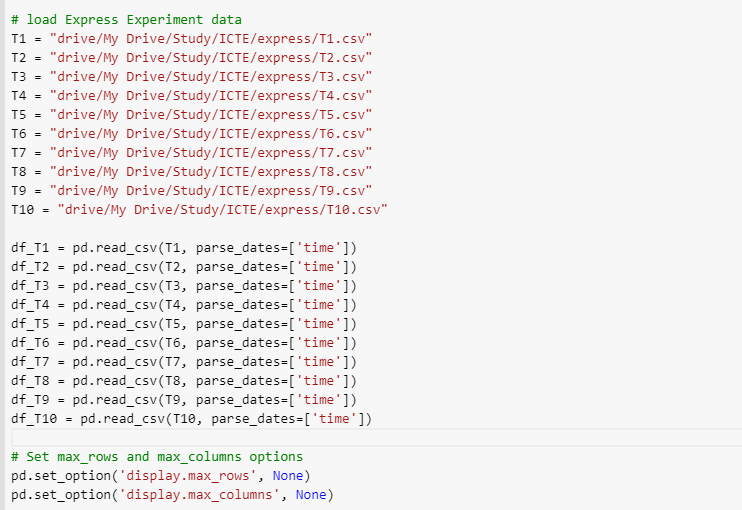 # load Express Experiment data
T1 = "drive/My Drive/Study/ICTE/express/T1.csv"
T2 = "drive/My Drive/Study/ICTE/express/T2.csv"
T3 = "drive/My Drive/Study/ICTE/express/T3.csv"
T4 = "drive/My Drive/Study/ICTE/express/T4.csv"
T5 = "drive/My Drive/Study/ICTE/express/T5.csv"
T6 = "drive/My Drive/Study/ICTE/express/T6.csv"
T7 = "drive/My Drive/Study/ICTE/express/T7.csv"
T8 = "drive/My Drive/Study/ICTE/express/T8.csv"
T9 = "drive/My Drive/Study/ICTE/express/T9.csv"
T10 = "drive/My Drive/Study/ICTE/express/T10.csv"
df_T1 = pd.read_csv(T1, parse_dates=['time'])
df_T2 = pd.read_csv(T2, parse_dates=['time'])
df_T3 = pd.read_csv(T3, parse_dates=['time'])
df_T4 = pd.read_csv(T4, parse_dates=['time'])
df_T5 = pd.read_csv(T5, parse_dates=['time'])
df_T6 = pd.read_csv(T6, parse_dates=['time'])
df_T7 = pd.read_csv(T7, parse_dates=['time'])
df_T8 = pd.read_csv(T8, parse_dates=['time'])
df_T9 = pd.read_csv(T9, parse_dates=['time'])
df_T10 = pd.read_csv(T10, parse_dates=['time'])
# Set max_rows and max_columns options
pd.set_option('display.max_rows', None)
pd.set_option('display.max_columns', None)